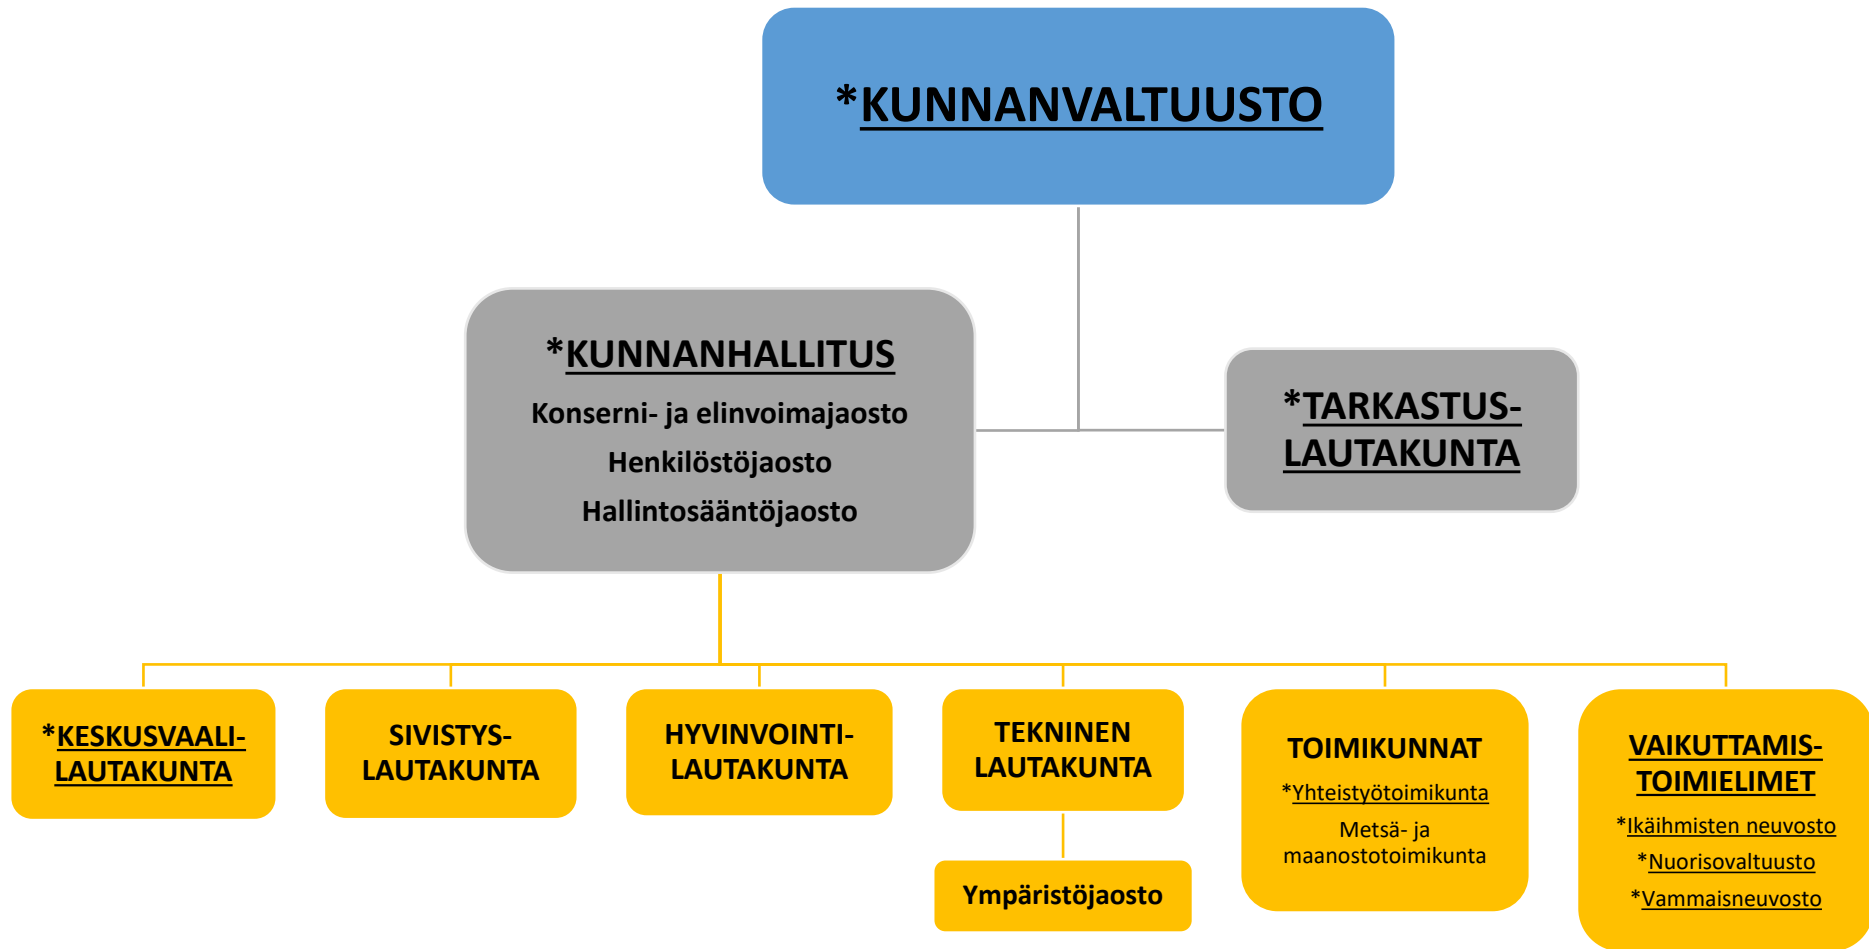 *KUNNANVALTUUSTO
*KUNNANHALLITUS
Konserni- ja elinvoimajaosto
Henkilöstöjaosto
Hallintosääntöjaosto
*TARKASTUS-
LAUTAKUNTA
*KESKUSVAALI-
LAUTAKUNTA
SIVISTYS-
LAUTAKUNTA
HYVINVOINTI-
LAUTAKUNTA
TEKNINEN
LAUTAKUNTA
Ympäristöjaosto
TOIMIKUNNAT
*Yhteistyötoimikunta
Metsä- ja
maanostotoimikunta
VAIKUTTAMIS-
TOIMIELIMET
*Ikäihmisten neuvosto
*Nuorisovaltuusto
*Vammaisneuvosto